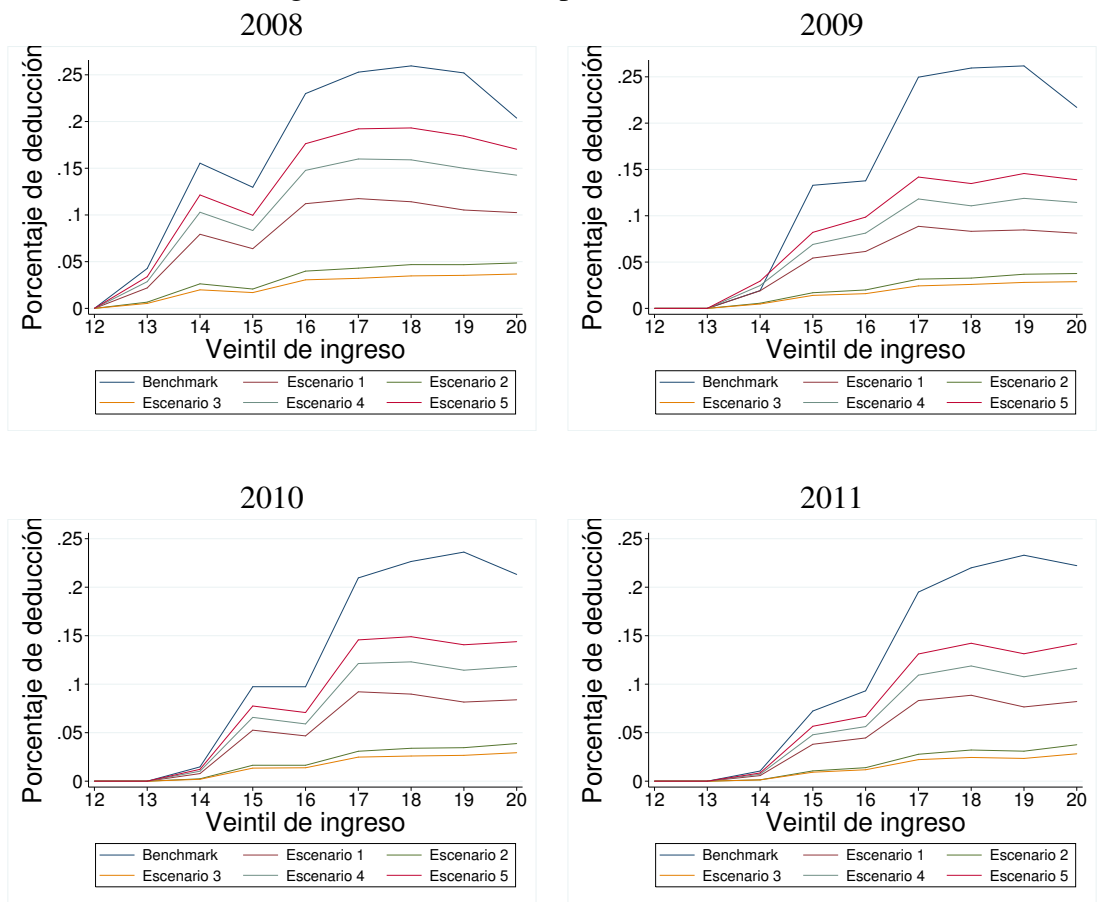 2008
Porcentaje de deducción
.25
.2
.15
.1
.05
0
12 13 14 15 16 17 18 19 20
Veintil de ingreso
Benchmark Escenario 1 Escenario 2
Escenario 3 Escenario 4 Escenario 5
2009
Porcentaje de deducción
.25
.2
.15
.1
.05
0
12 13 14 15 16 17 18 19 20
Veintil de ingreso
Benchmark Escenario 1 Escenario 2
Escenario 3 Escenario 4 Escenario 5
2010
Porcentaje de deducción
.25
.2
.15
.1
.05
0
12 13 14 15 16 17 18 19 20
Veintil de ingreso
Benchmark Escenario 1 Escenario 2
Escenario 3 Escenario 4 Escenario 5
2011
Porcentaje de deducción
.25
.2
.15
.1
.05
0
12 13 14 15 16 17 18 19 20
Veintil de ingreso
Benchmark Escenario 1 Escenario 2
Escenario 3 Escenario 4 Escenario 5